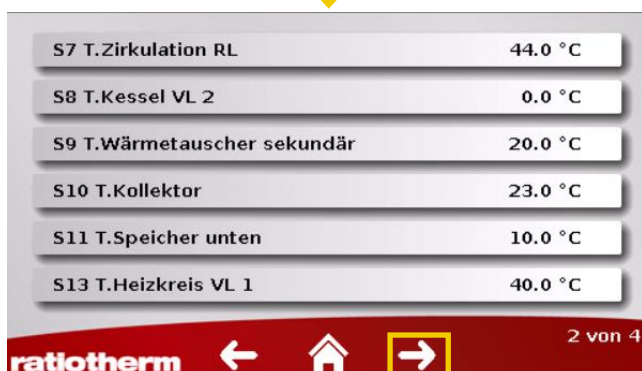 S7 T.Zirkulation RL 44.0 °C
S8 T.Kessel VL 2 0.0 °C
S9 T.Wärmetauscher sekundär 20.0 °C
S10 T.Kollektor 23.0 °C
S11 T.Speicher unten 10.0 °C
S13 T.Heizkreis VL 1 40.0 °C
2 von 4
ratiotherm